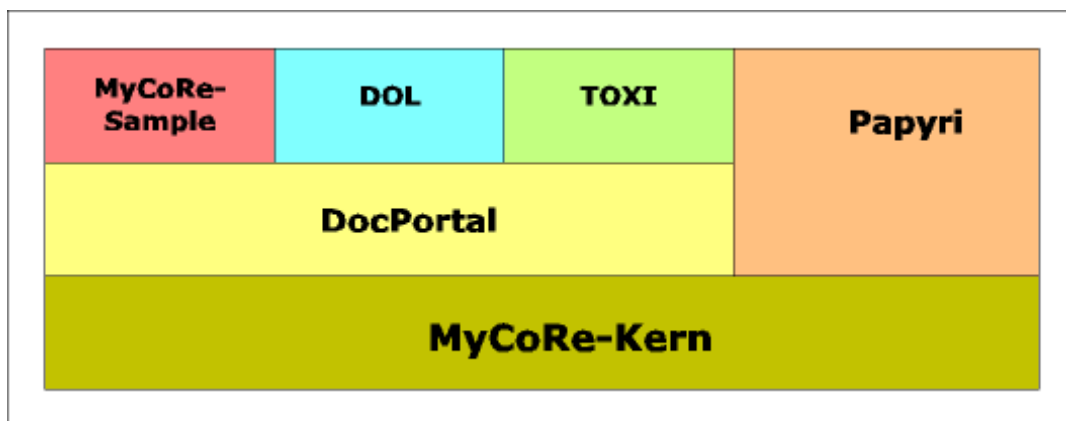 MyCoRe-
Sample
DOL
TOXI
Papyri
DocPortal
MyCoRe-Kern